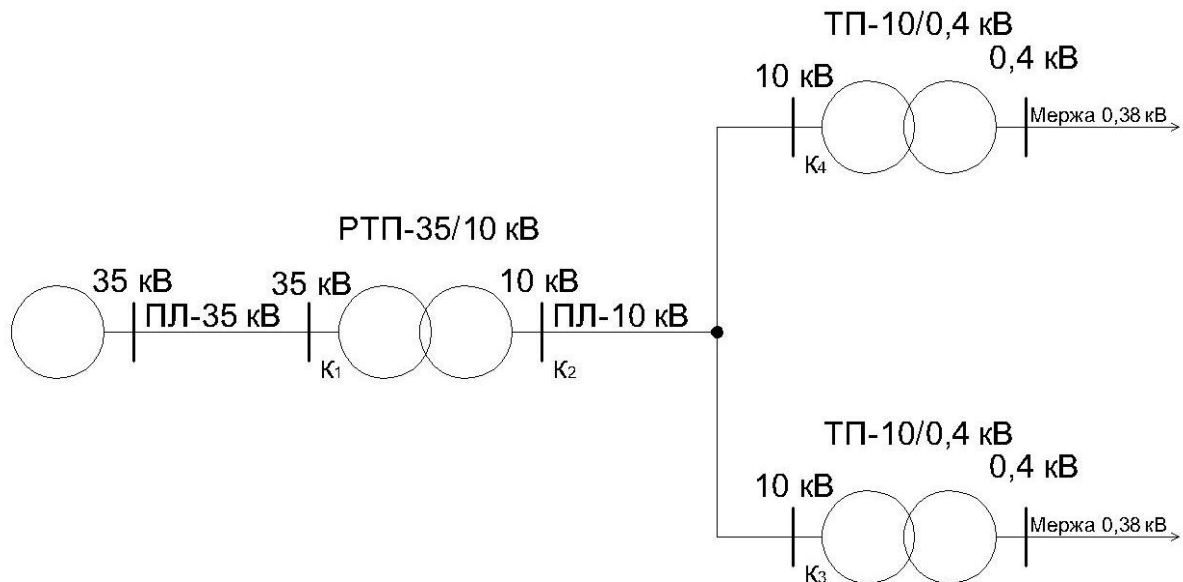 ТП-10/0,4 кВ
0,4 кВ
10 кВ
Мержа 0,38 кВ
К4
РТП-35/10 кВ
35 кВ
ПЛ-35 кВ
35 кВ
10 кВ
ПЛ-10 кВ
К1
К2
ТП-10/0,4 кВ
0,4 кВ
10 кВ
Мержа 0,38 кВ
К3